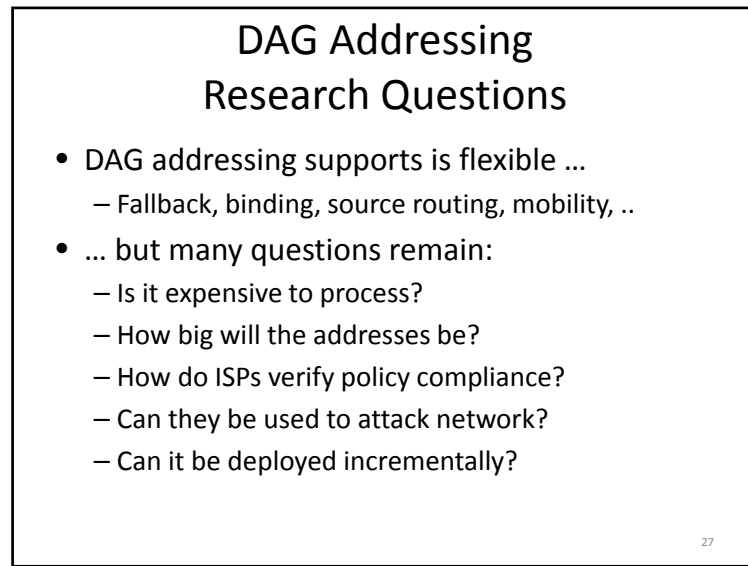 DAG Addressing
Research Questions
• DAG addressing supports is flexible …
– Fallback, binding, source routing, mobility, ..
• … but many questions remain:
– Is it expensive to process?
– How big will the addresses be?
– How do ISPs verify policy compliance?
– Can they be used to attack network?
– Can it be deployed incrementally?
27